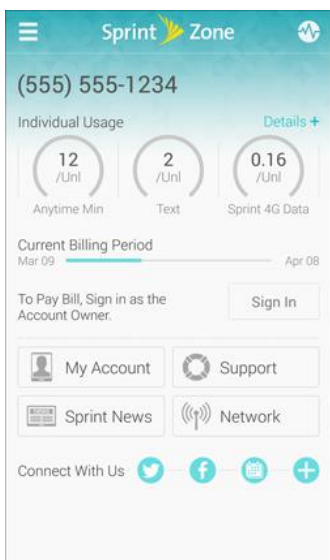 Sprint Zone
(555) 555-1234
Individual Usage Details +
12 2 0.16
/Unl /Unl /Unl
Anytime Min Text Sprint 4G Data
Current Billing Period
Mar 09 Apr 08
To Pay Bill, Sign in as the
Account Owner.
Sign In
My Account Support
Sprint News Network
Connect With Us